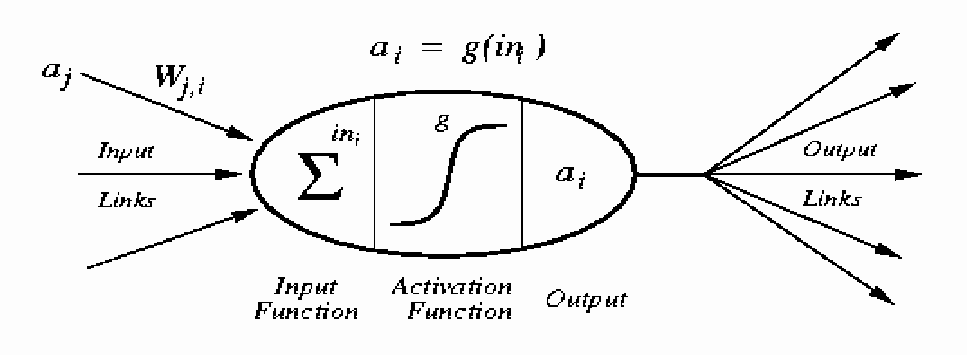 a_i = g(in_i)
a_j
W_j,i
Input
Links
in_i
Σ
g
a_i
Output
Links
Input
Function
Activation
Function
Output